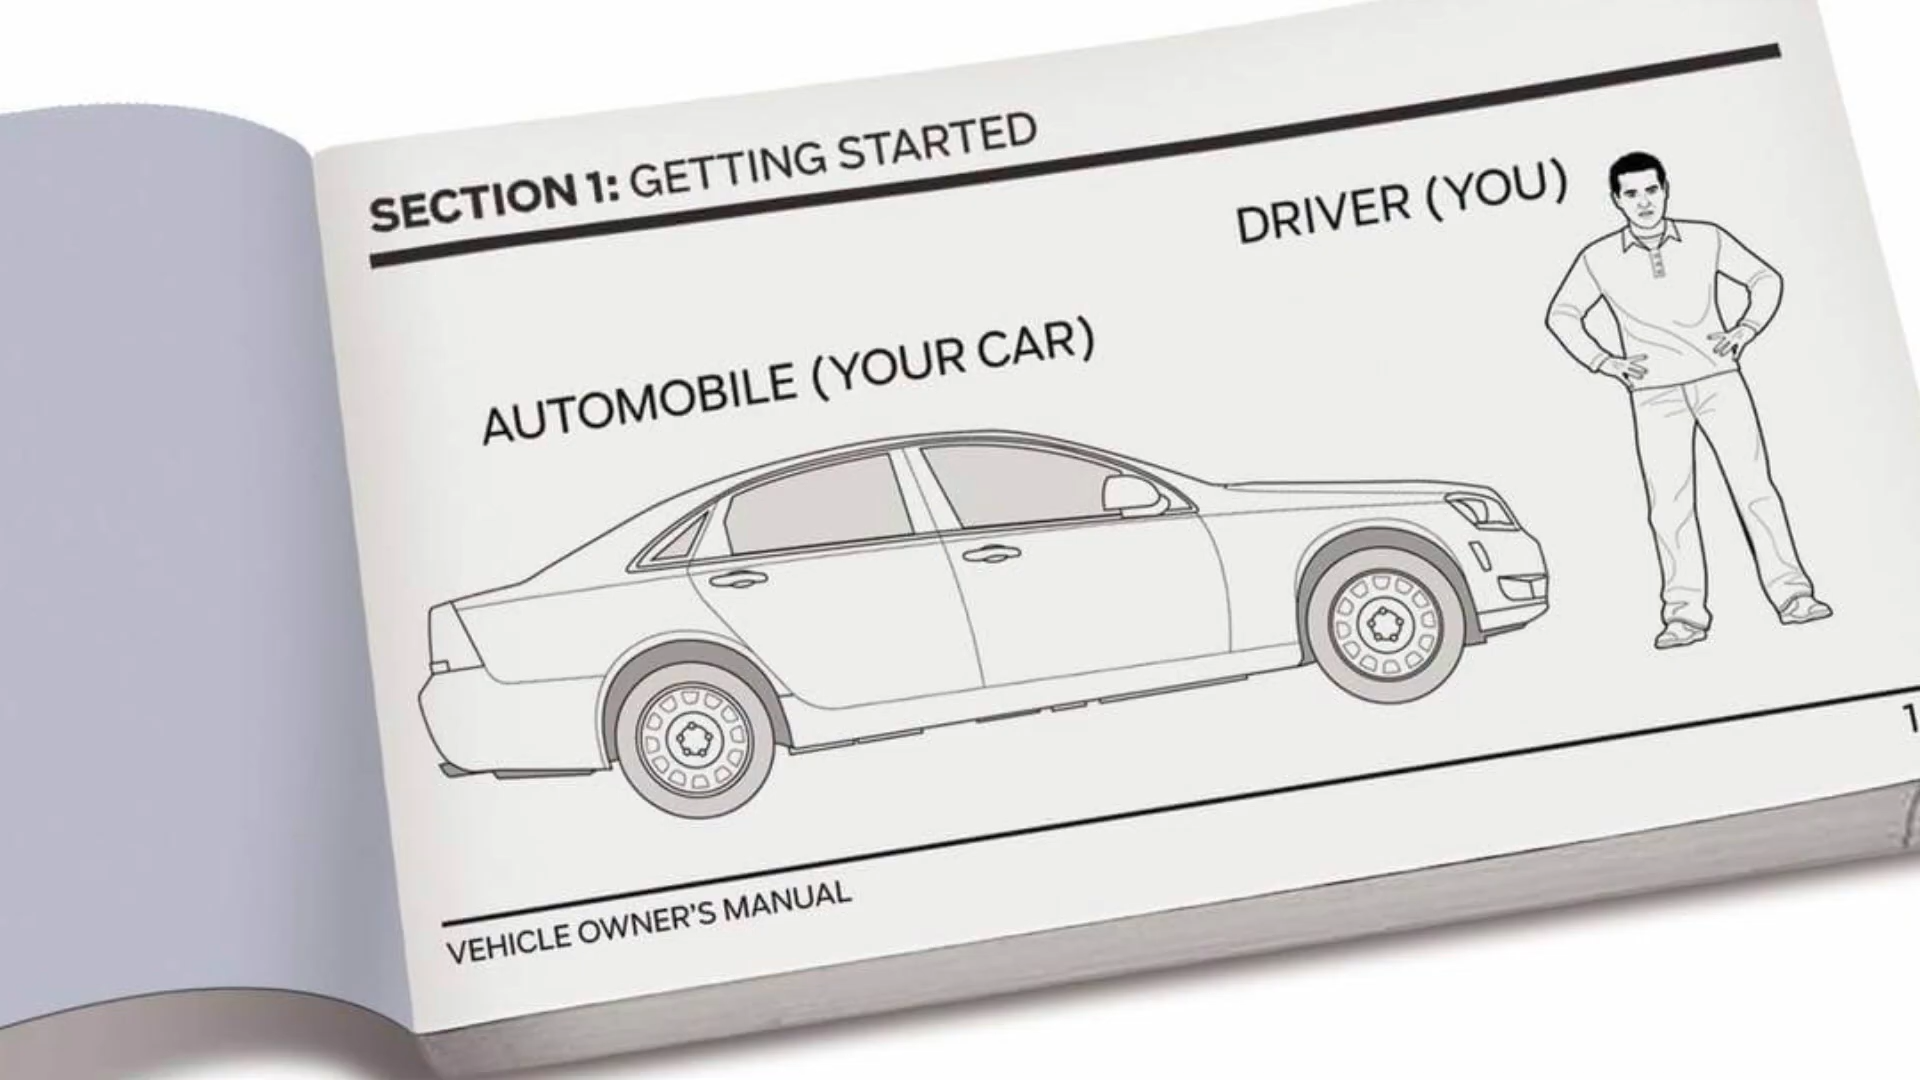 SECTION 1: GETTING STARTED
DRIVER (YOU)
AUTOMOBILE (YOUR CAR)
1
VEHICLE OWNER'S MANUAL